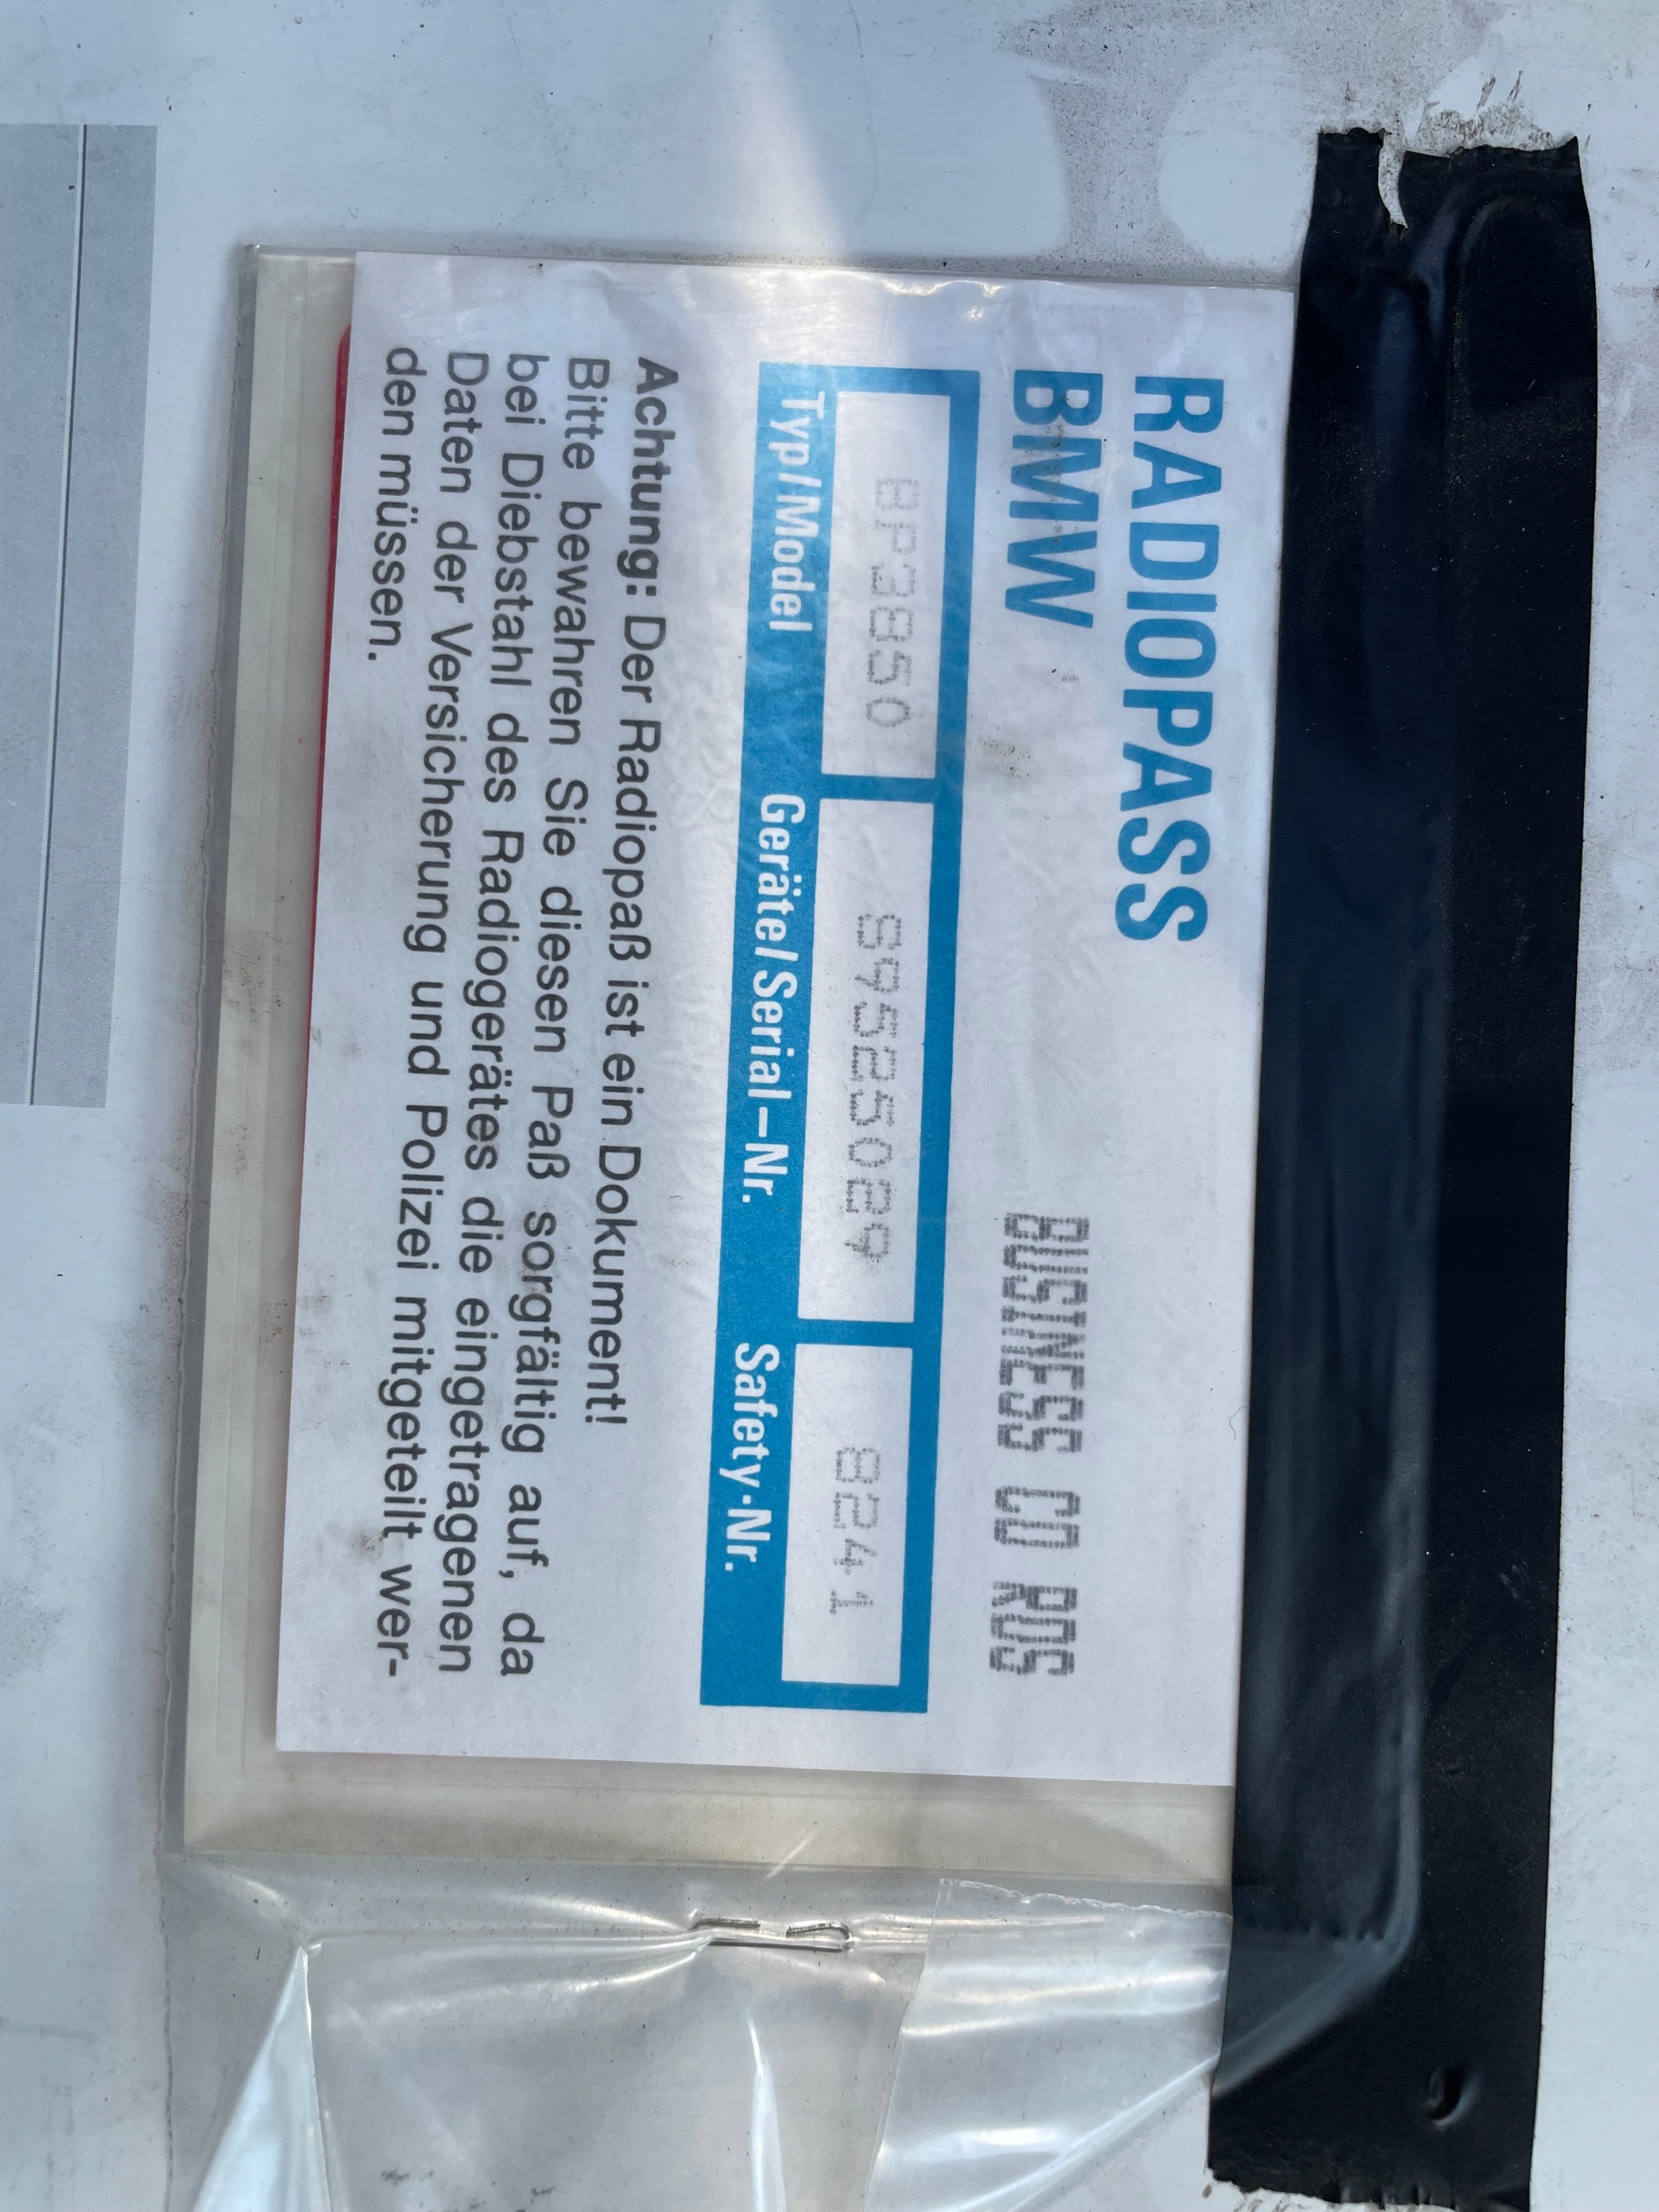 RADIOPASS
BMW BUSINESS CD RDS
BP3850 8241
Typ/Model Geräte/Serial–Nr. Safety-Nr.
Achtung: Der Radiopaß ist ein Dokument!
Bitte bewahren Sie diesen Paß sorgfältig auf, da
bei Diebstahl des Radiogerätes die eingetragenen
Daten der Versicherung und Polizei mitgeteilt wer-
den müssen.